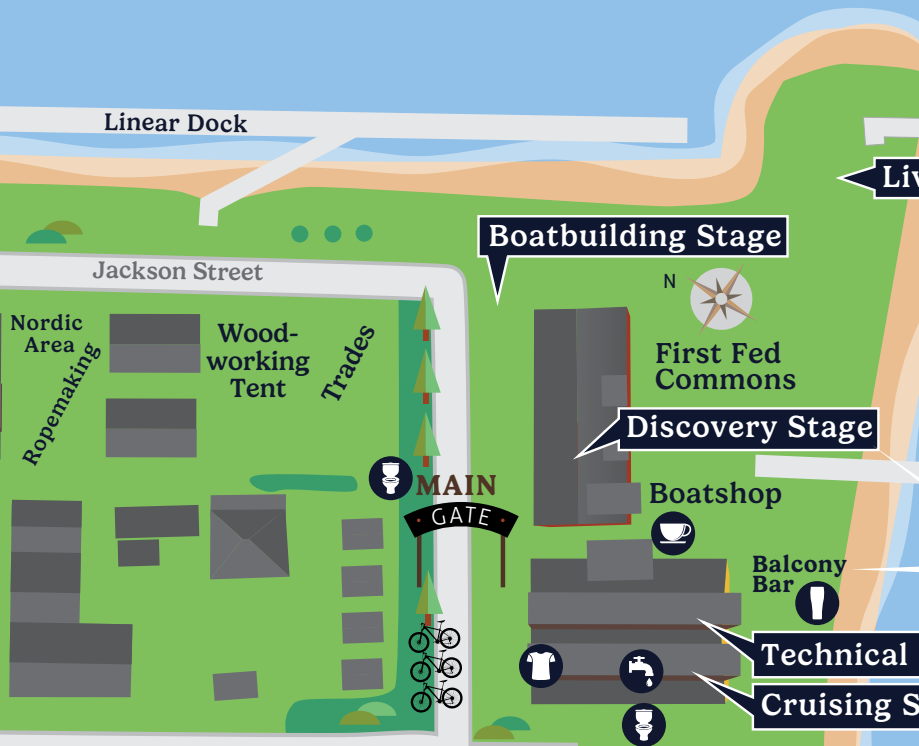 Linear Dock
Liv
Boatbuilding Stage
Jackson Street
N
Nordic
Area
Ropemaking
Wood-
working
Tent
Trades
First Fed
Commons
Discovery Stage
MAIN
GATE
Boatshop
Balcony
Bar
Technical
Cruising S